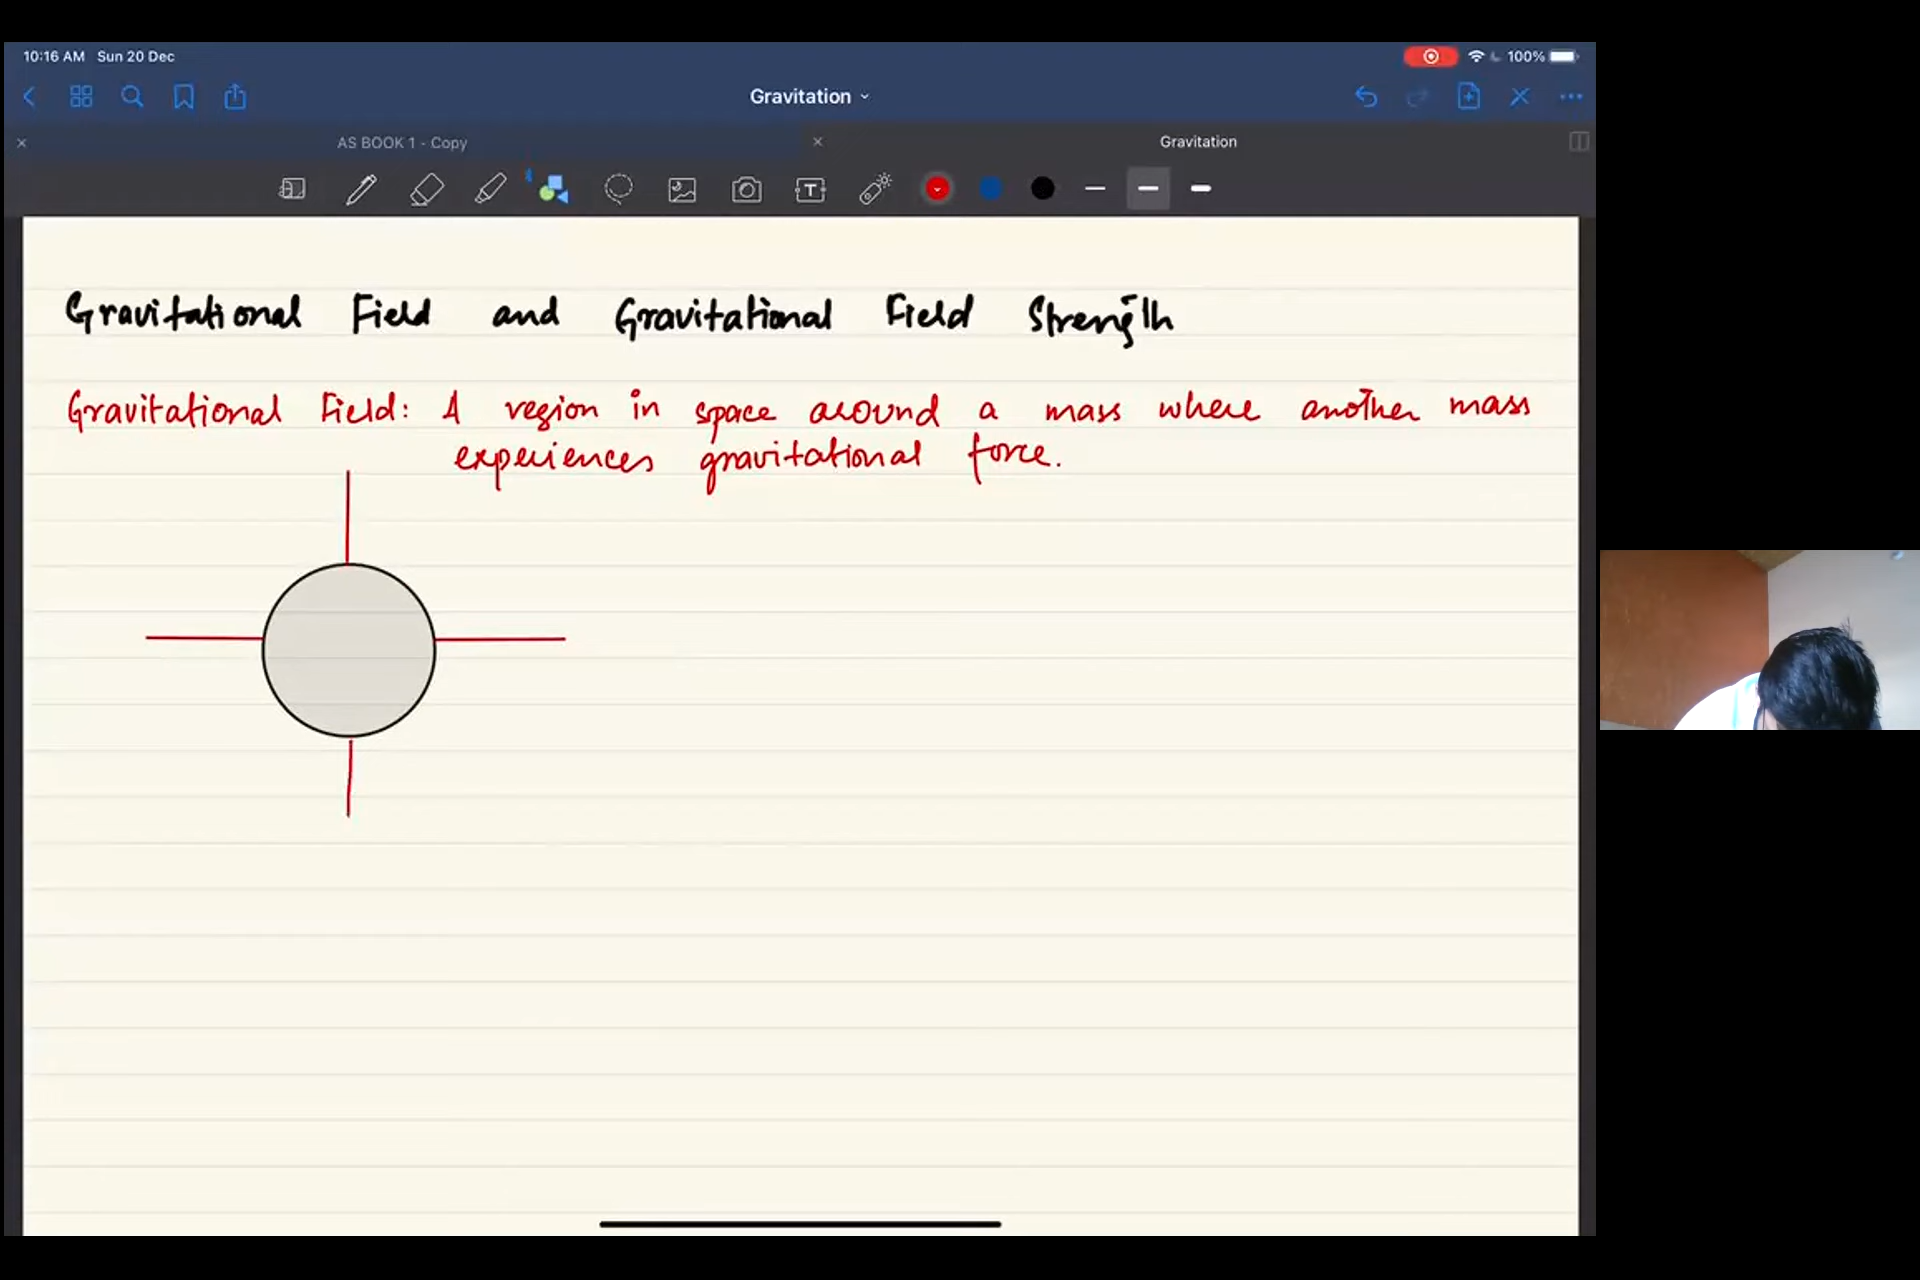 10:16 AM Sun 20 Dec
100%
Gravitation
AS BOOK 1 - Copy
Gravitation
T
Gravitational Field and Gravitational Field Strength
Gravitational Field: A region in space around a mass where another mass
experiences gravitational force.